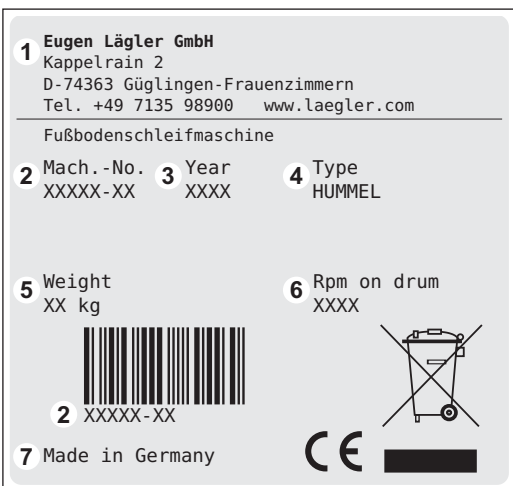 1 Eugen Lägler GmbH
Kappelrain 2
D-74363 Güglingen-Frauenzimmern
Tel. +49 7135 98900 www.laegler.com
Fußbodenschleifmaschine
2 Mach.-No. 3 Year 4 Type
XXXXX-XX XXXX HUMMEL
5 Weight 6 Rpm on drum
XX kg XXXX
2 XXXXX-XX
7 Made in Germany CE